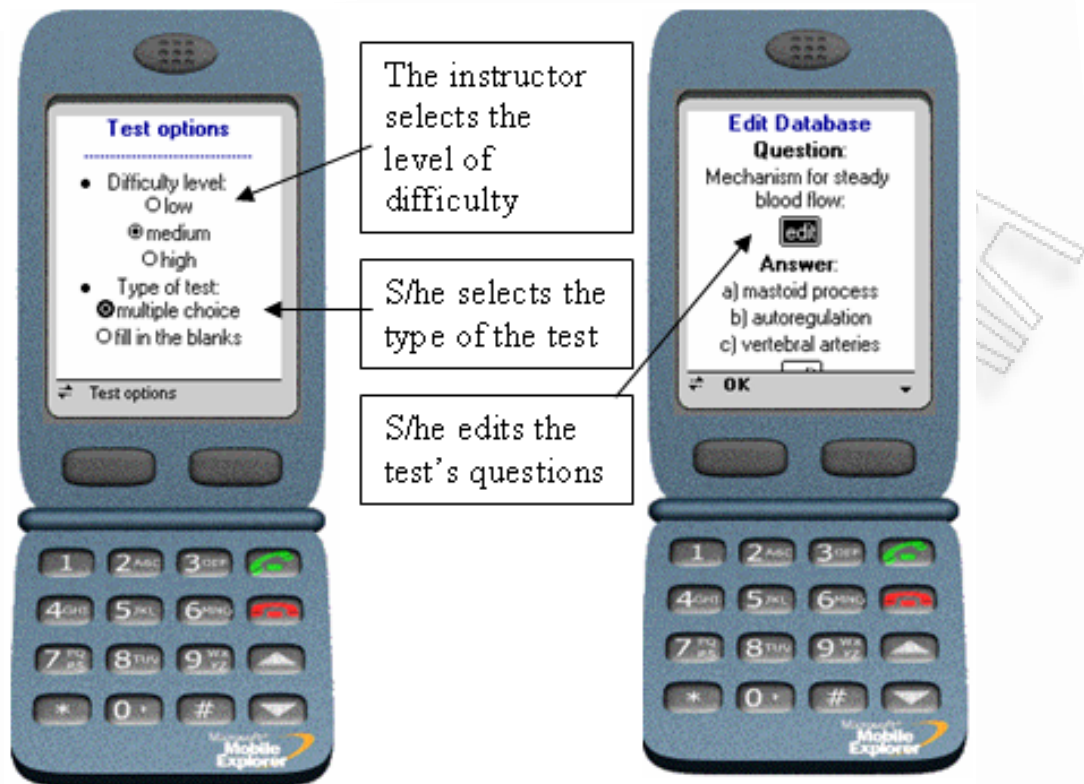 Test options
Difficulty level:
low
medium
high
Type of test:
multiple choice
fill in the blanks
Test options
1 2ABC 3DEF
4GHI 5JKL 6MNO
7PQRS 8TUV 9WXYZ
* 0 + #
Microsoft®
Mobile
Explorer
The instructor
selects the
level of
difficulty
S/he selects the
type of the test
S/he edits the
test's questions
Edit Database
Question:
Mechanism for steady
blood flow:
edit
Answer:
a) mastoid process
b) autoregulation
c) vertebral arteries
OK
1 2ABC 3DEF
4GHI 5JKL 6MNO
7PQRS 8TUV 9WXYZ
* 0 + #
Microsoft®
Mobile
Explorer